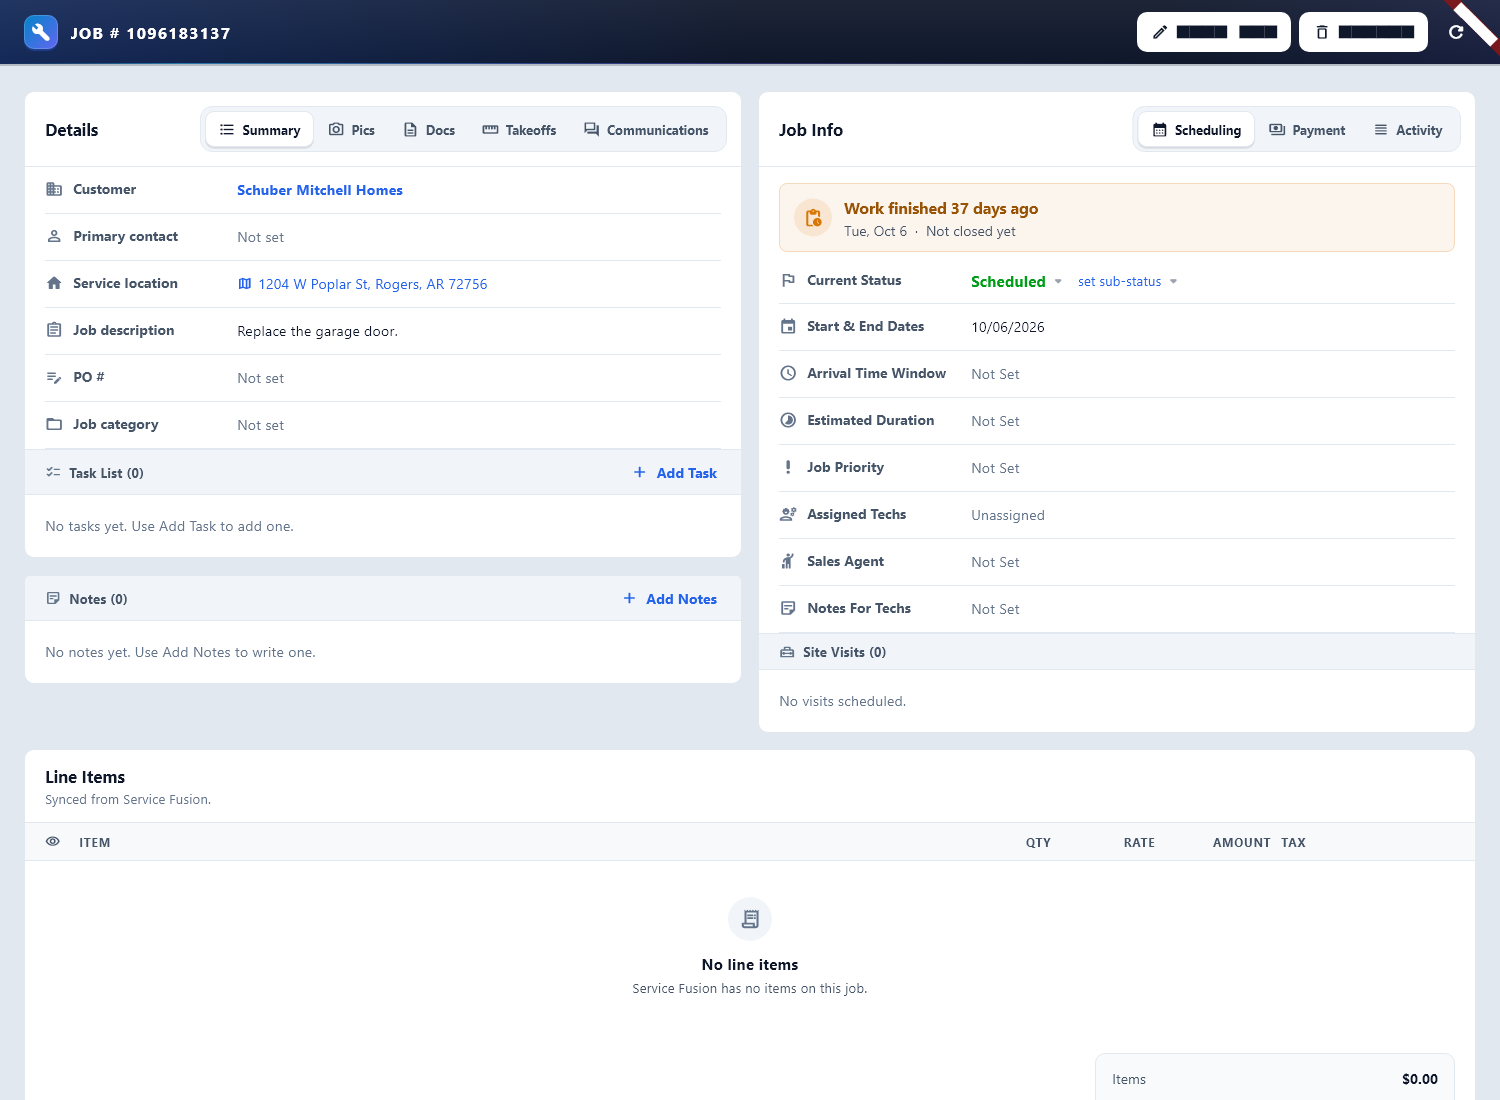 JOB # 1096183137
Details
Summary
Pics
Docs
Takeoffs
Communications
Customer
Schuber Mitchell Homes
Primary contact
Not set
Service location
1204 W Poplar St, Rogers, AR 72756
Job description
Replace the garage door.
PO #
Not set
Job category
Not set
Task List (0)
Add Task
No tasks yet. Use Add Task to add one.
Notes (0)
Add Notes
No notes yet. Use Add Notes to write one.
Job Info
Scheduling
Payment
Activity
Work finished 37 days ago
Tue, Oct 6 · Not closed yet
Current Status
Scheduled
set sub-status
Start & End Dates
10/06/2026
Arrival Time Window
Not Set
Estimated Duration
Not Set
Job Priority
Not Set
Assigned Techs
Unassigned
Sales Agent
Not Set
Notes For Techs
Not Set
Site Visits (0)
No visits scheduled.
Line Items
Synced from Service Fusion.
ITEM
QTY
RATE
AMOUNT
TAX
No line items
Service Fusion has no items on this job.
Items
$0.00